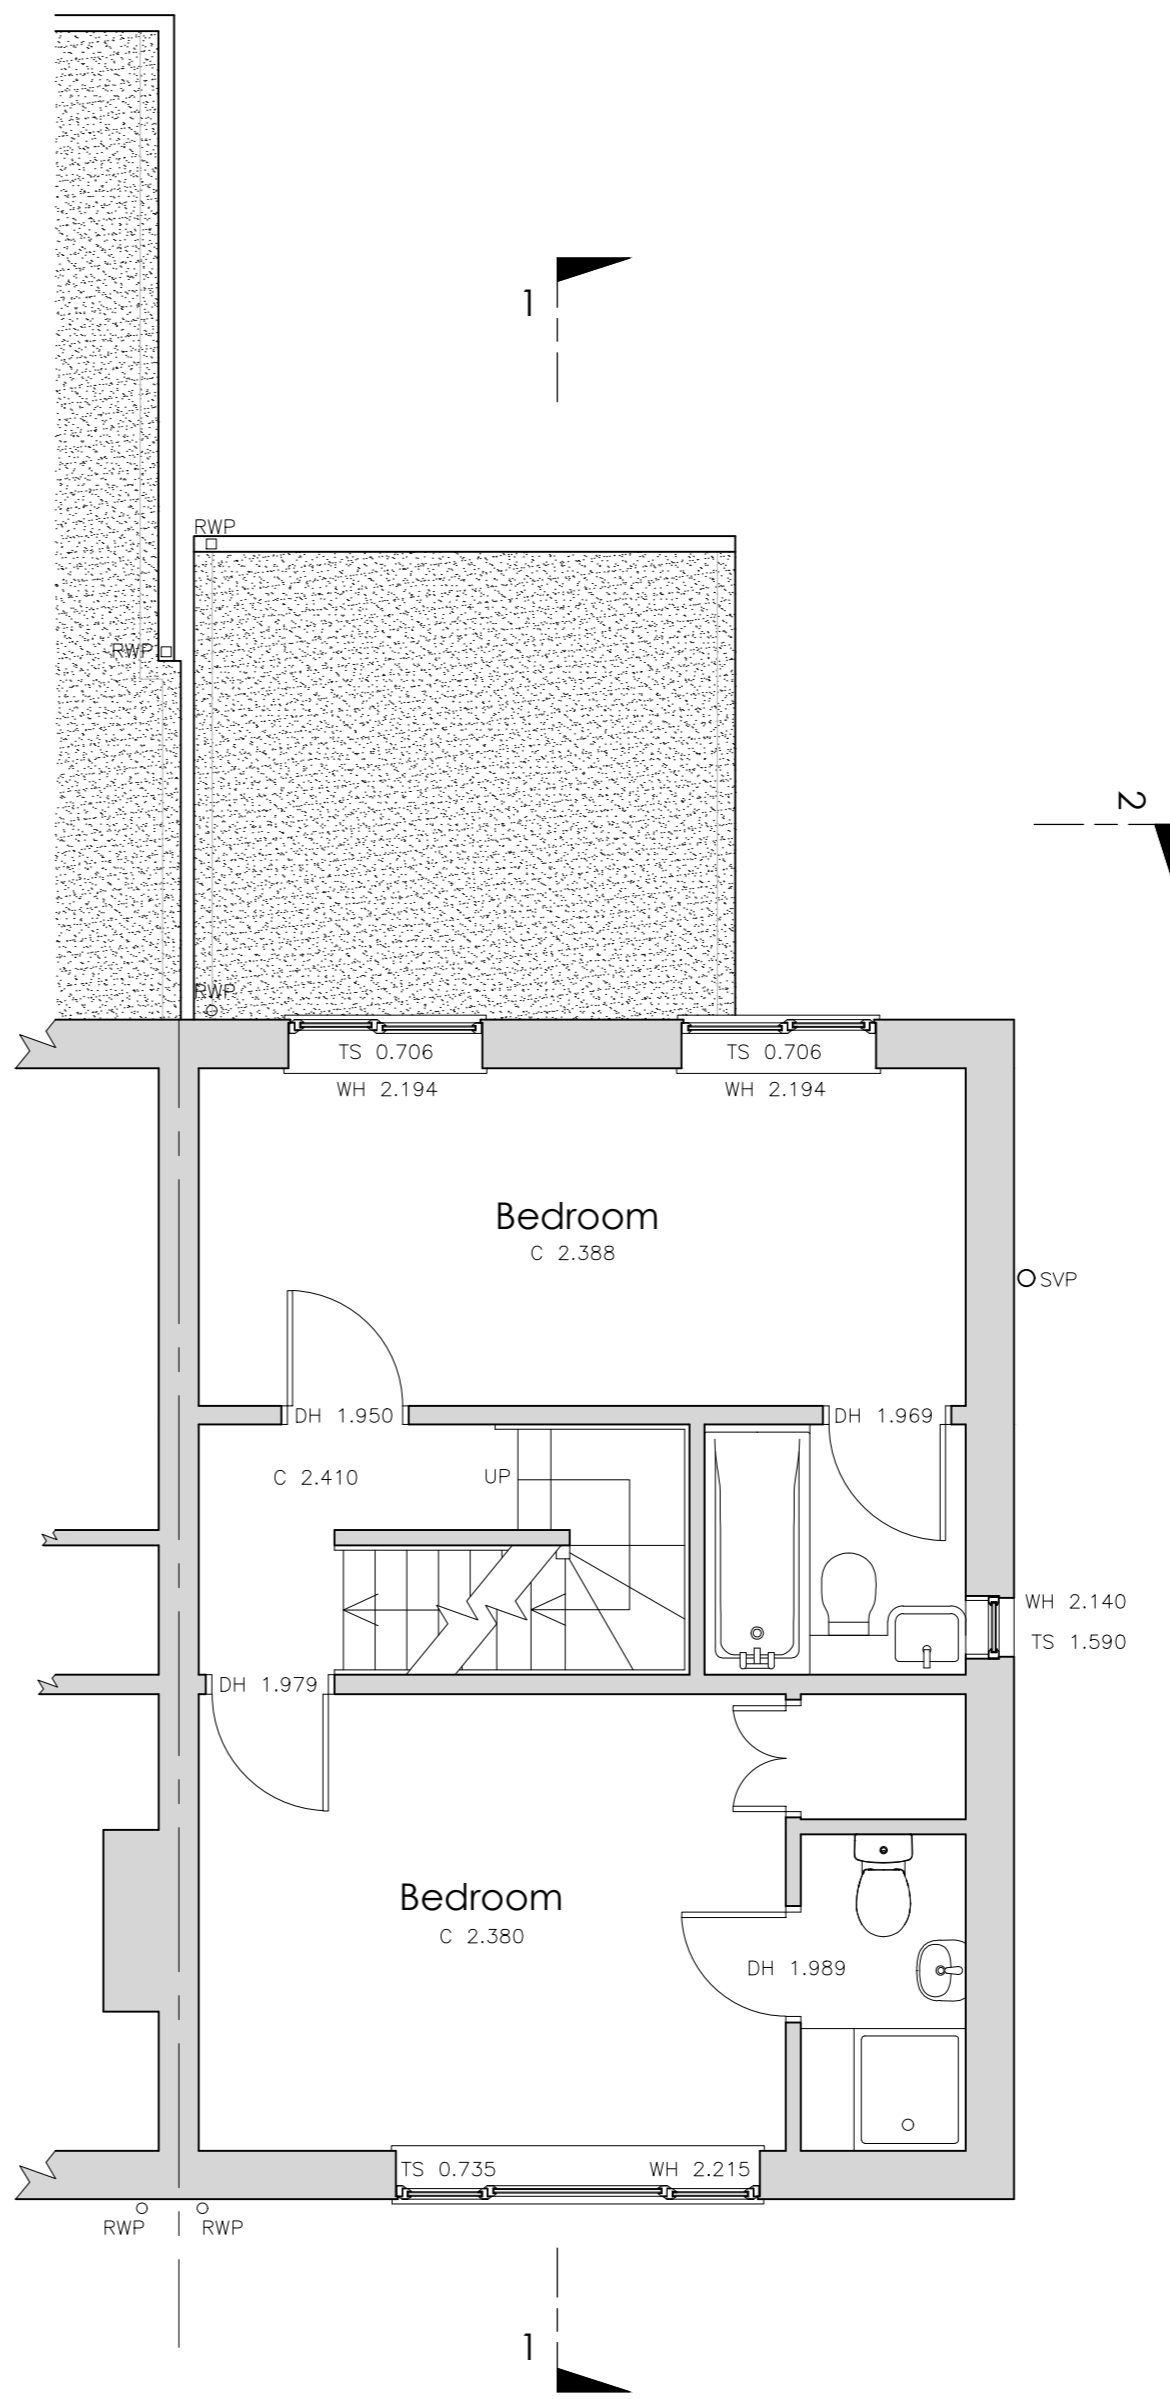 1
RWP
RWP
2
RWP
TS 0.706
TS 0.706
WH 2.194
WH 2.194
Bedroom
C 2.388
SVP
DH 1.950
DH 1.969
C 2.410
UP
WH 2.140
TS 1.590
DH 1.979
Bedroom
C 2.380
DH 1.989
TS 0.735
WH 2.215
RWP
RWP
1